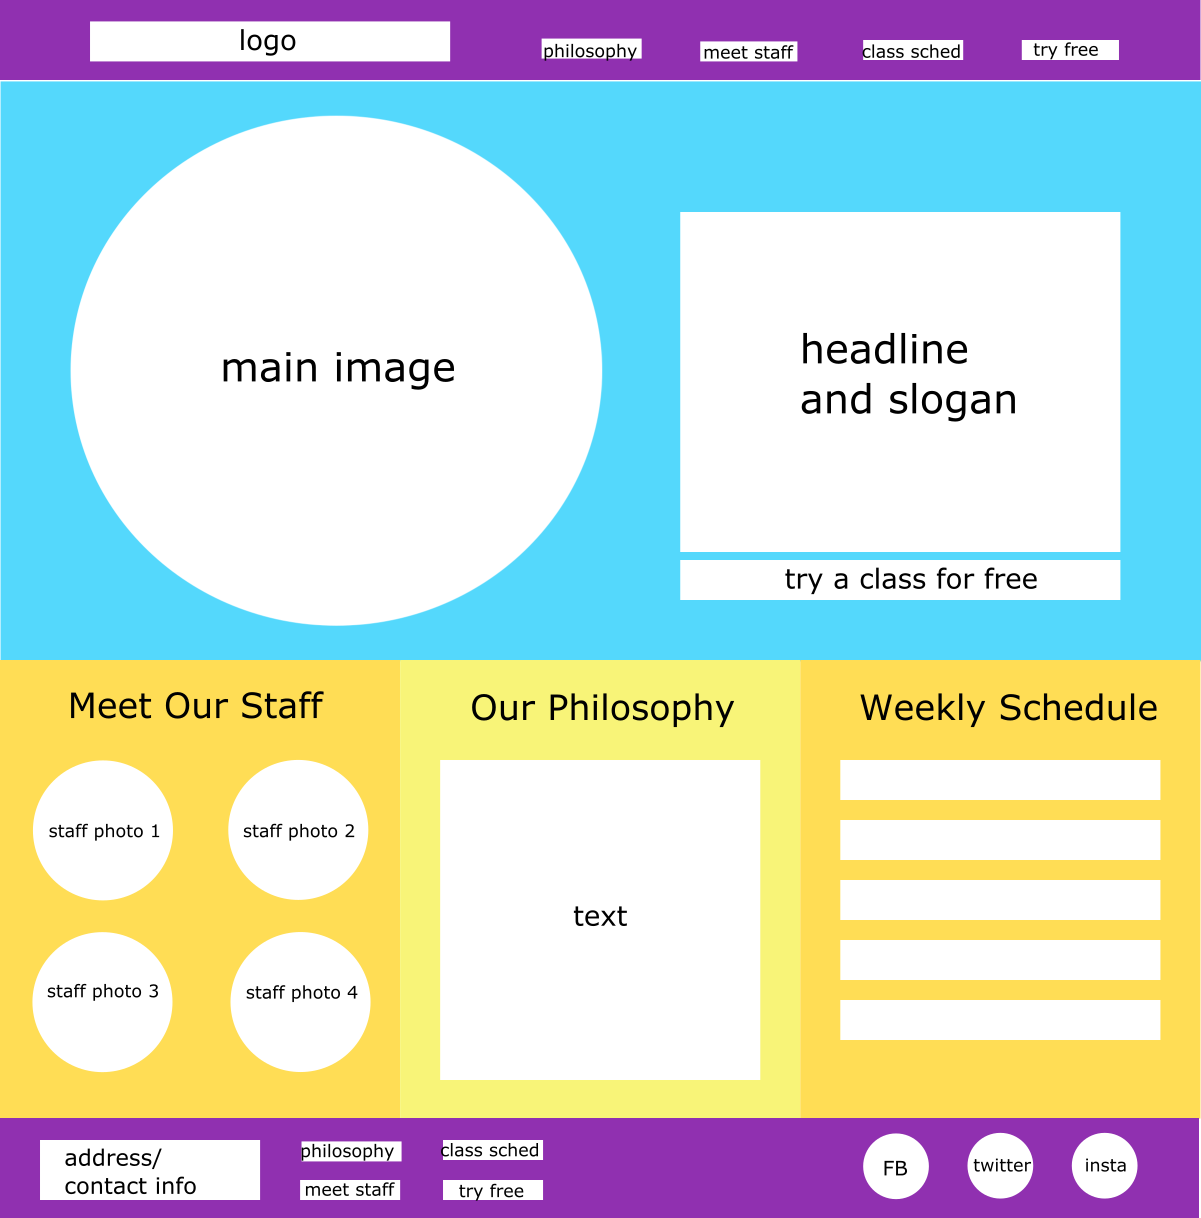 logo
philosophy
meet staff
class sched
try free
main image
headline
and slogan
try a class for free
Meet Our Staff
staff photo 1
staff photo 2
staff photo 3
staff photo 4
Our Philosophy
text
Weekly Schedule
address/
contact info
philosophy
class sched
meet staff
try free
FB
twitter
insta